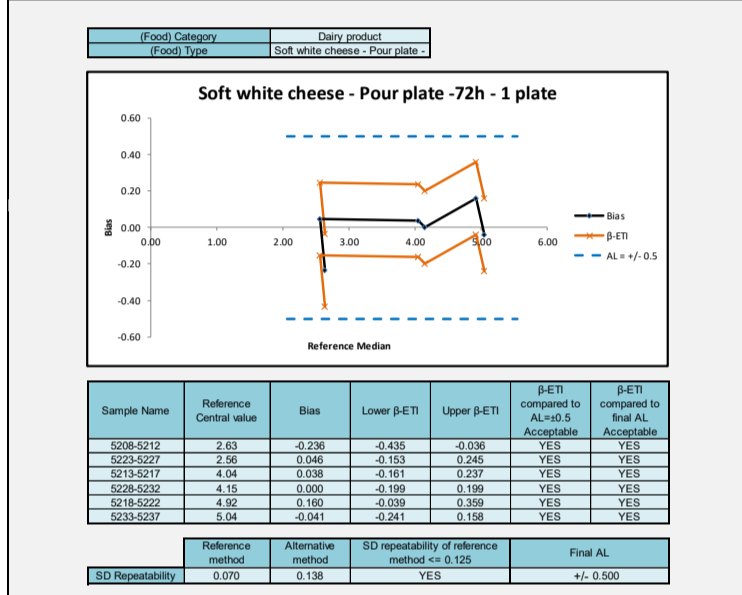 (Food) Category Dairy product
(Food) Type Soft white cheese - Pour plate -
Soft white cheese - Pour plate -72h - 1 plate
0.60
0.40
0.20
0.00
-0.20
-0.40
-0.60
Bias
0.00 1.00 2.00 3.00 4.00 5.00 6.00
Reference Median
Bias
β-ETI
AL = +/- 0.5
Sample Name Reference Central value Bias Lower β-ETI Upper β-ETI β-ETI compared to AL=±0.5 Acceptable β-ETI compared to final AL Acceptable
5208-5212 2.63 -0.236 -0.435 -0.036 YES YES
5223-5227 2.56 0.046 -0.153 0.245 YES YES
5213-5217 4.04 0.038 -0.161 0.237 YES YES
5228-5232 4.15 0.000 -0.199 0.199 YES YES
5218-5222 4.92 0.160 -0.039 0.359 YES YES
5233-5237 5.04 -0.041 -0.241 0.158 YES YES
Reference method Alternative method SD repeatability of reference method <= 0.125 Final AL
SD Repeatability 0.070 0.138 YES +/- 0.500